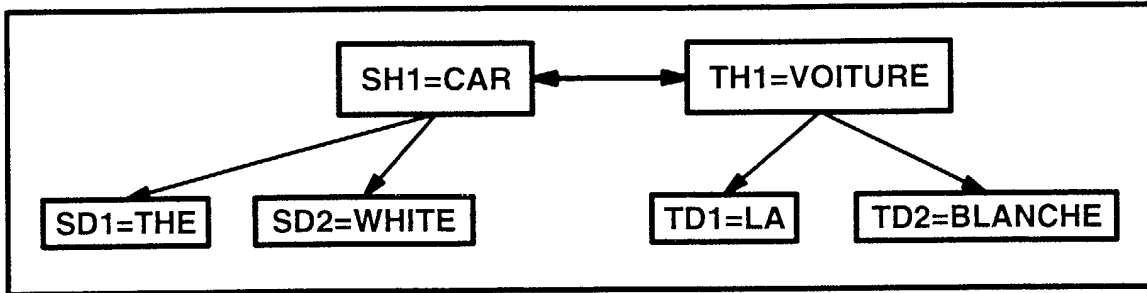 SH1=CAR
TH1=VOITURE
SD1=THE
SD2=WHITE
TD1=LA
TD2=BLANCHE